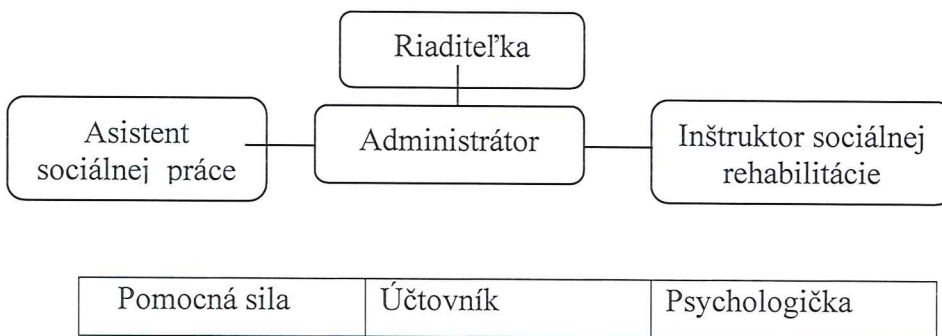 Riaditeľka
Asistent
sociálnej práce
Administrátor
Inštruktor sociálnej
rehabilitácie
Pomocná sila
Účtovník
Psychologička